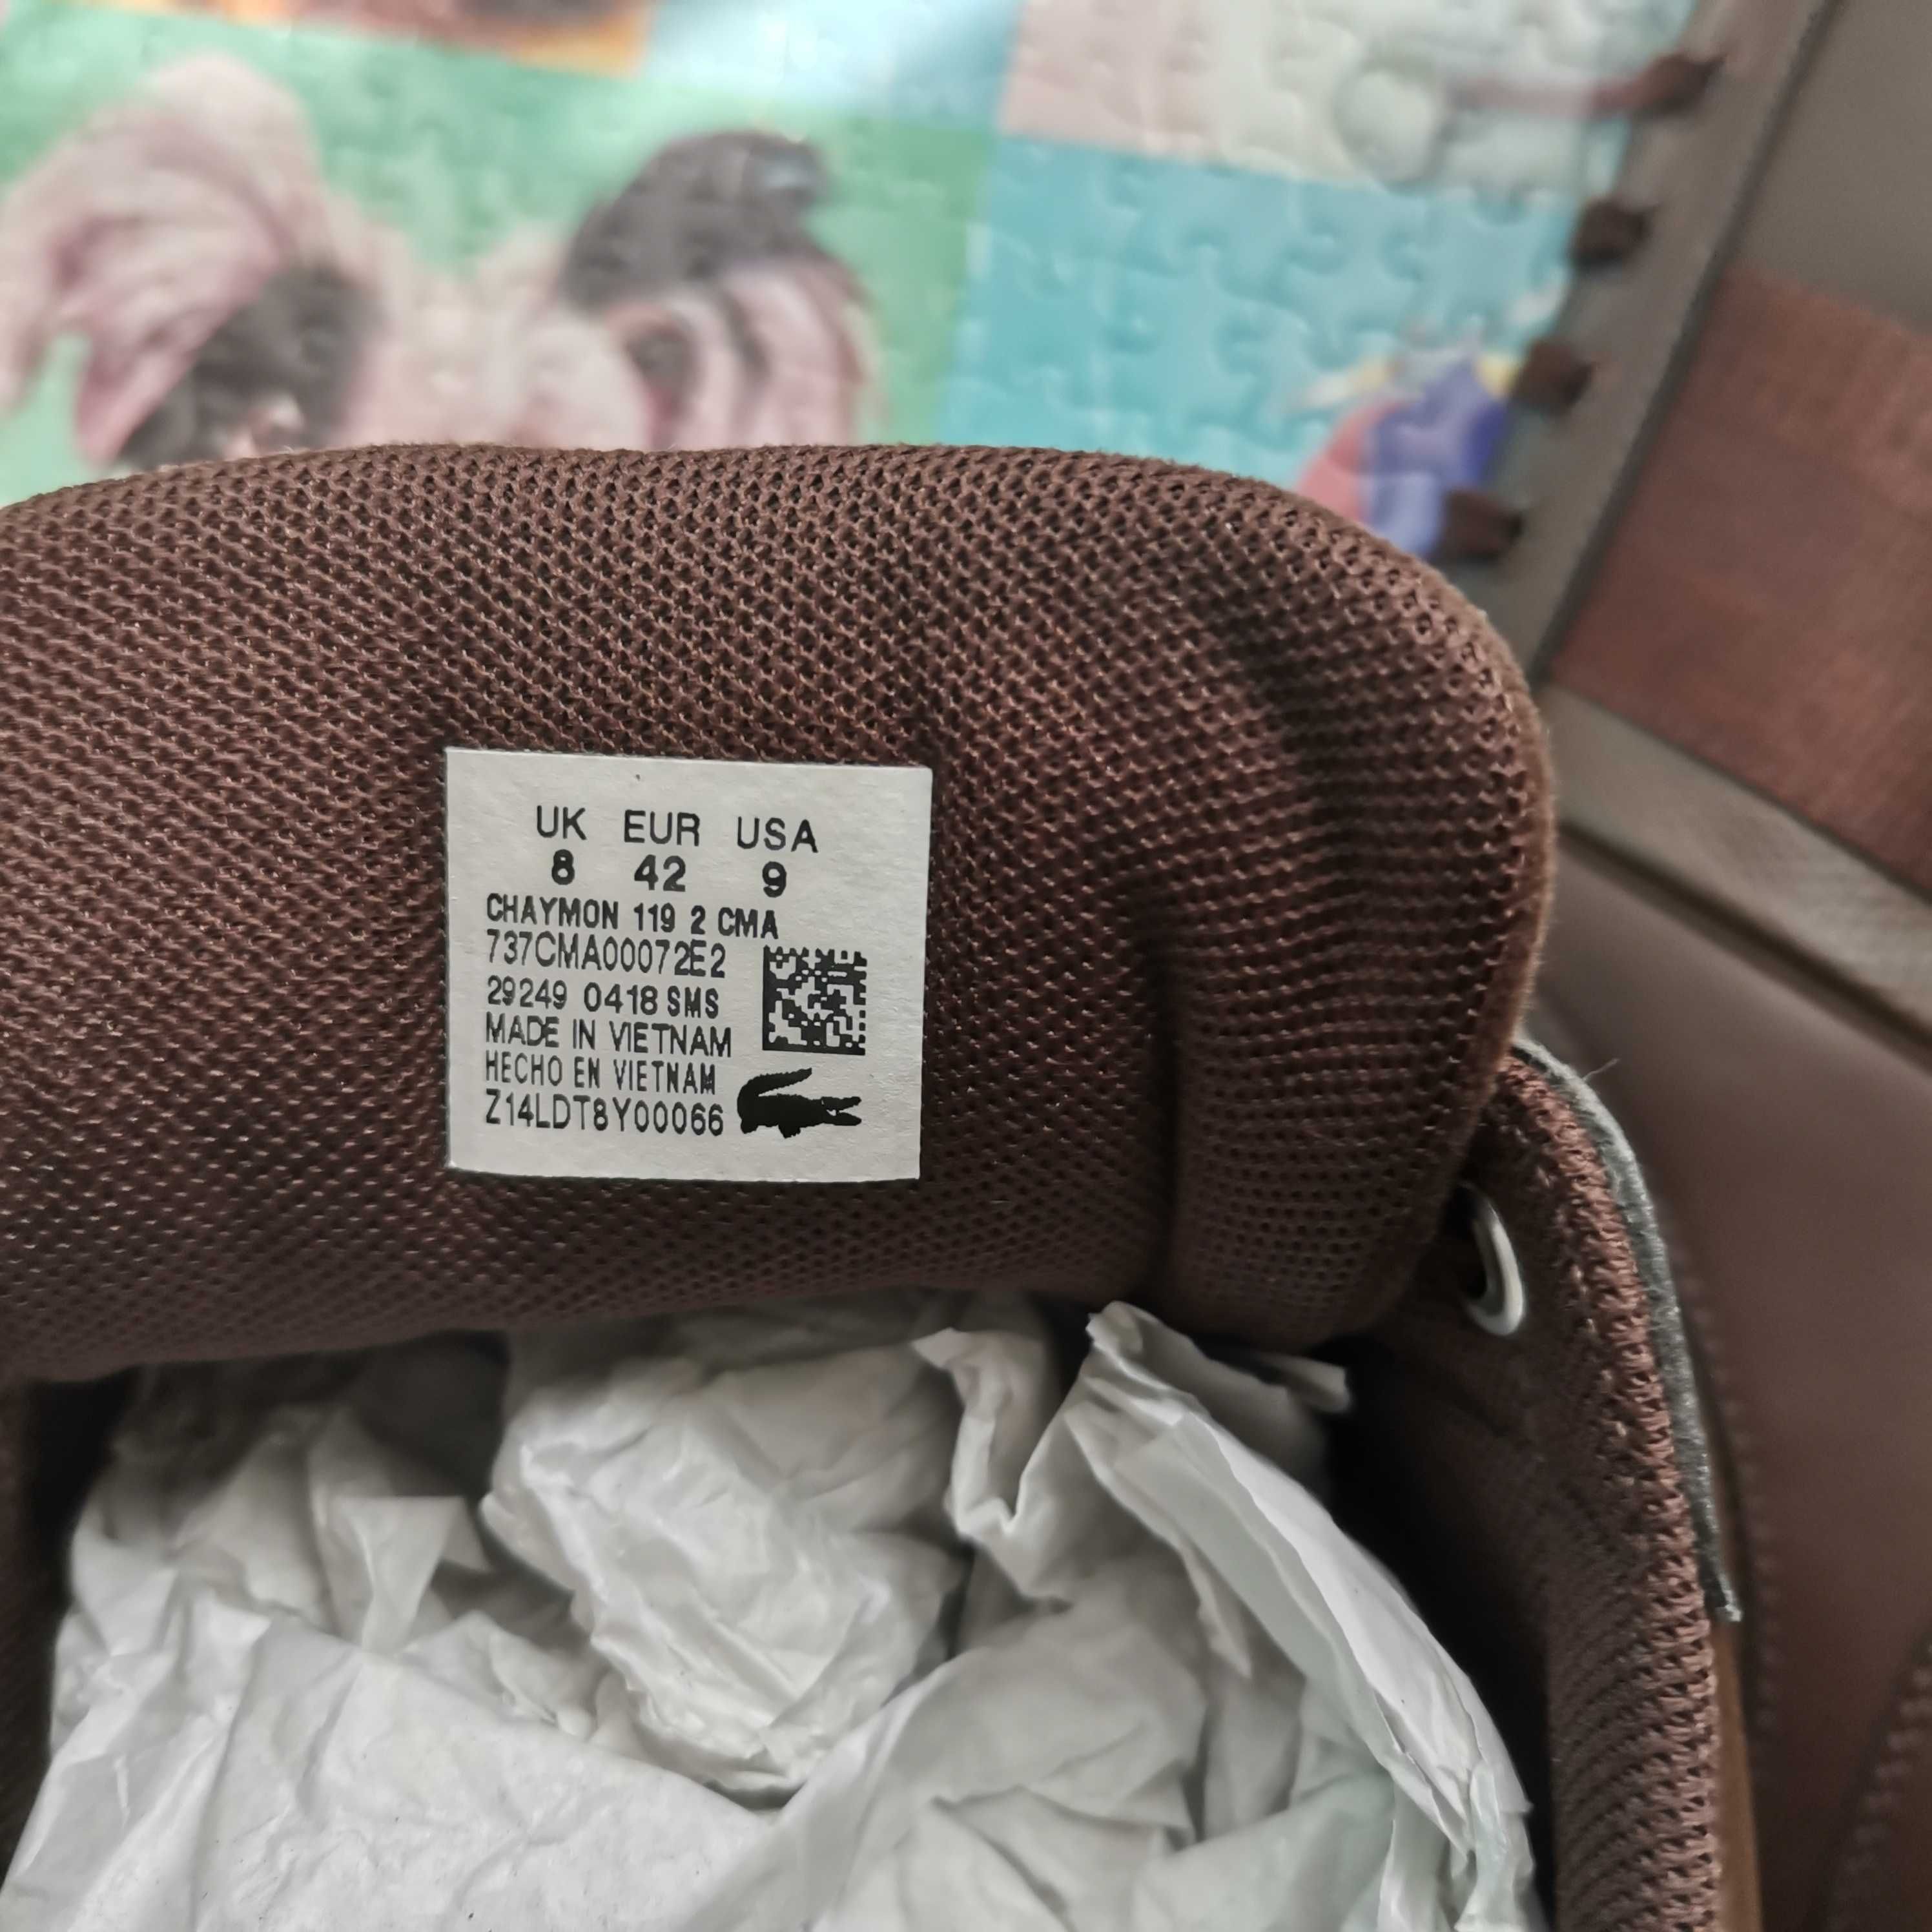 UK EUR USA
8 42 9
CHAYMON 119 2 CMA
737CMA00072E2
29249 0418 SMS
MADE IN VIETNAM
HECHO EN VIETNAM
Z14LDT8Y00066